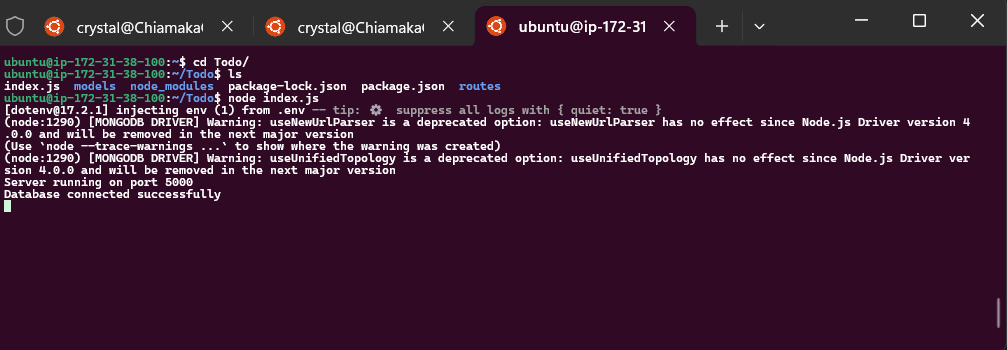 crystal@Chiamaka
crystal@Chiamaka
ubuntu@ip-172-31
ubuntu@ip-172-31-38-100:~$ cd Todo/
ubuntu@ip-172-31-38-100:~/Todo$ ls
index.js  models  node_modules  package-lock.json  package.json  routes
ubuntu@ip-172-31-38-100:~/Todo$ node index.js
[dotenv@17.2.1] injecting env (1) from .env -- tip: ⚙️  suppress all logs with { quiet: true }
(node:1290) [MONGODB DRIVER] Warning: useNewUrlParser is a deprecated option: useNewUrlParser has no effect since Node.js Driver version 4
.0.0 and will be removed in the next major version
(Use `node --trace-warnings ...` to show where the warning was created)
(node:1290) [MONGODB DRIVER] Warning: useUnifiedTopology is a deprecated option: useUnifiedTopology has no effect since Node.js Driver ver
sion 4.0.0 and will be removed in the next major version
Server running on port 5000
Database connected successfully